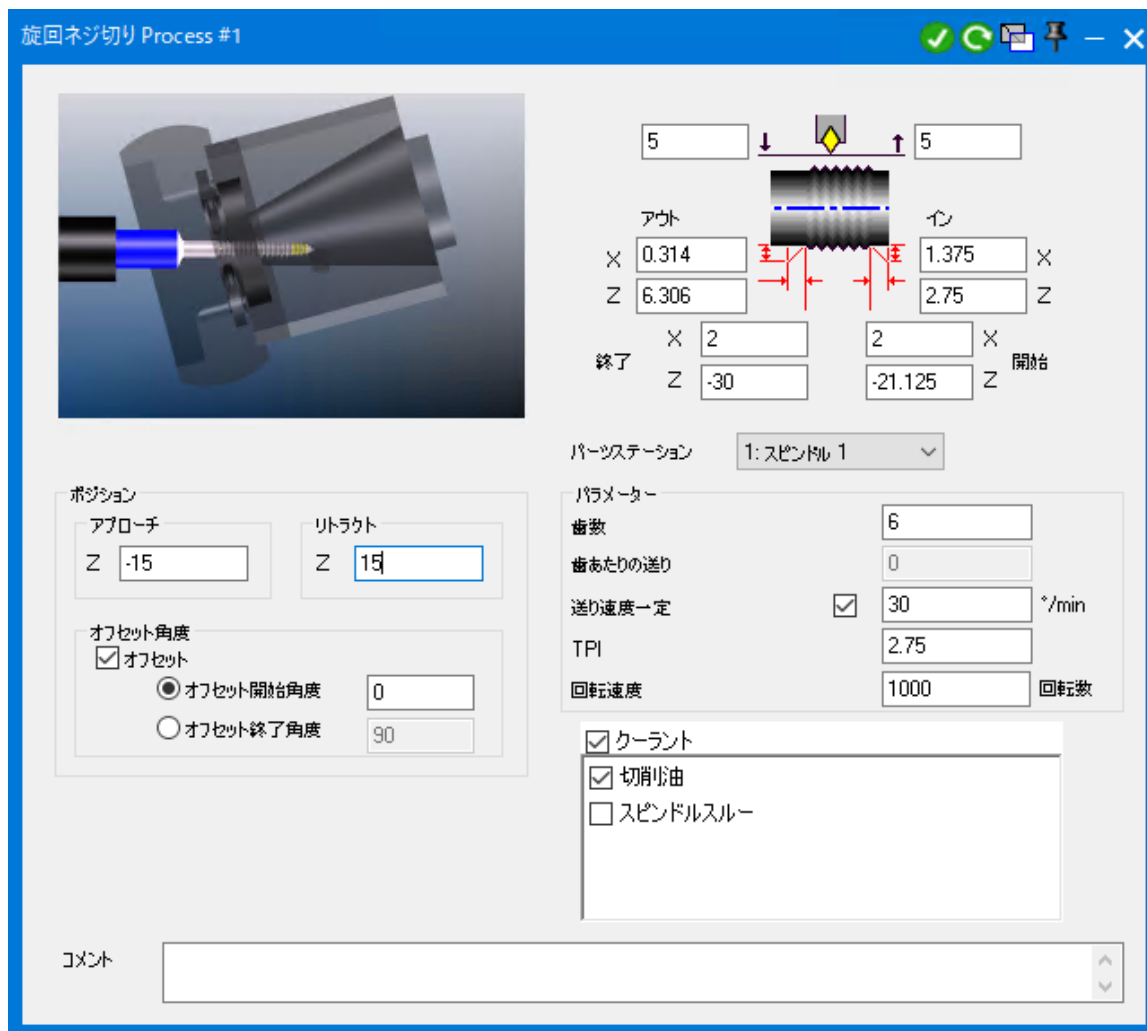 旋回ネジ切り Process #1
5
5
アウト
イン
X 0.314
1.375 X
Z 6.306
2.75 Z
終了
X 2
2 X
開始
Z -30
-21.125 Z
パーツステーション
1: スピンドル 1
ポジション
アプローチ
Z -15
リトラクト
Z 15
オフセット角度
オフセット
オフセット開始角度 0
オフセット終了角度 90
パラメーター
歯数 6
歯あたりの送り 0
送り速度一定 30 °/min
TPI 2.75
回転速度 1000 回転数
クーラント
切削油
スピンドルスルー
コメント